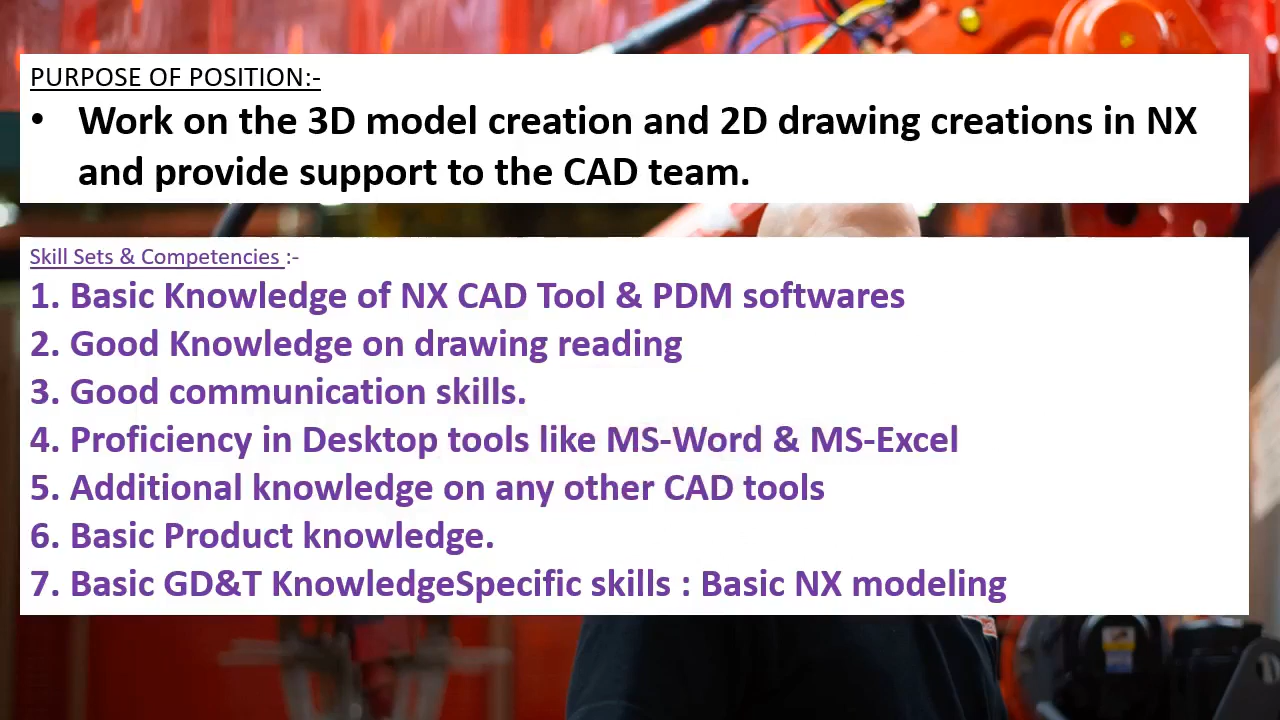 PURPOSE OF POSITION:-
• Work on the 3D model creation and 2D drawing creations in NX
and provide support to the CAD team.
Skill Sets & Competencies :-
1. Basic Knowledge of NX CAD Tool & PDM softwares
2. Good Knowledge on drawing reading
3. Good communication skills.
4. Proficiency in Desktop tools like MS-Word & MS-Excel
5. Additional knowledge on any other CAD tools
6. Basic Product knowledge.
7. Basic GD&T KnowledgeSpecific skills : Basic NX modeling